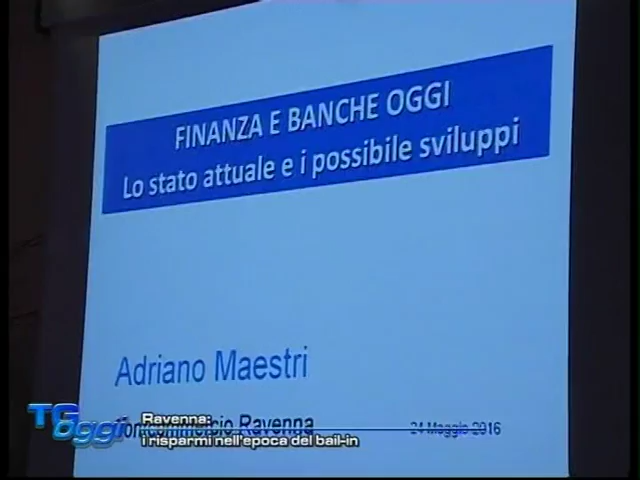 FINANZA E BANCHE OGGI
Lo stato attuale e i possibile sviluppi
Adriano Maestri
Confcommercio Ravenna
24 Maggio 2016
TG oggi
Ravenna:
i risparmi nell'epoca del bail-in